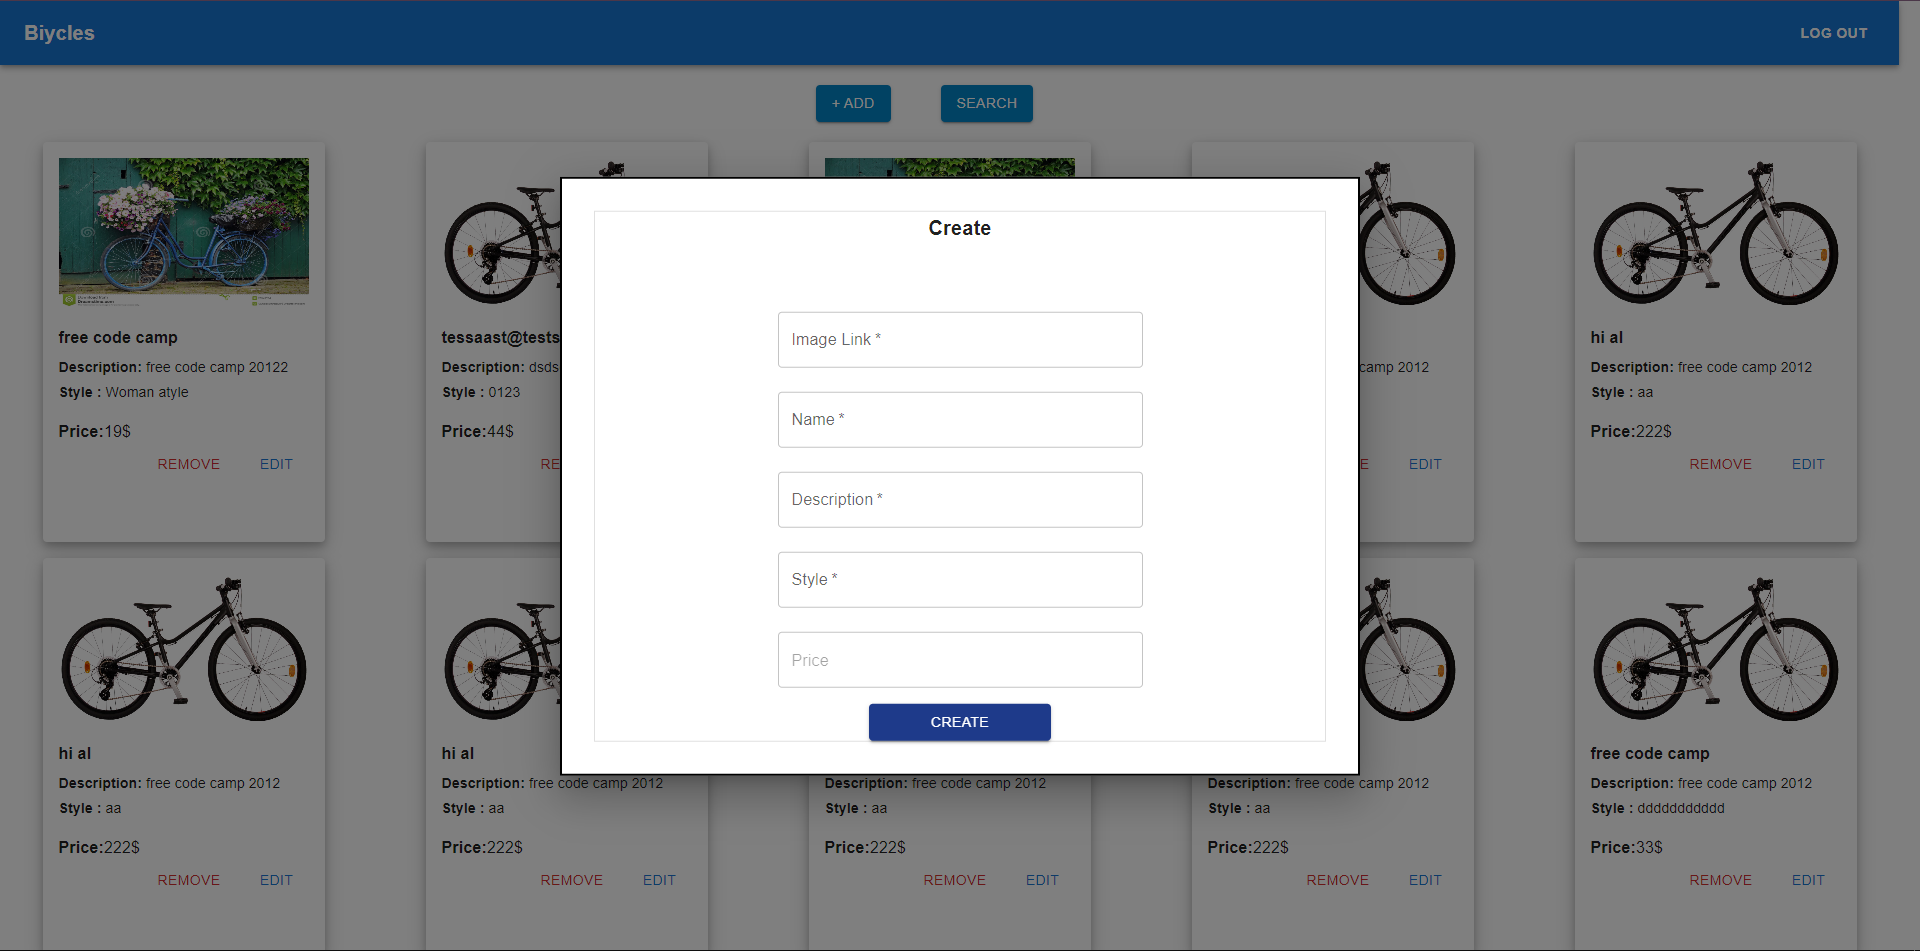 Biycles
LOG OUT
+ ADD
SEARCH
free code camp
Description: free code camp 20122
Style : Woman atyle
Price:19$
REMOVE
EDIT
tessaast@tests
Description: dsds
Style : 0123
Price:44$
RE
camp 2012
E
EDIT
hi al
Description: free code camp 2012
Style : aa
Price:222$
REMOVE
EDIT
Create
Image Link *
Name *
Description *
Style *
Price
CREATE
hi al
Description: free code camp 2012
Style : aa
Price:222$
REMOVE
EDIT
hi al
Description: free code camp 2012
Style : aa
Price:222$
REMOVE
EDIT
Description: free code camp 2012
Style : aa
Price:222$
REMOVE
EDIT
Description: free code camp 2012
Style : aa
Price:222$
REMOVE
EDIT
free code camp
Description: free code camp 2012
Style : ddddddddddd
Price:33$
REMOVE
EDIT